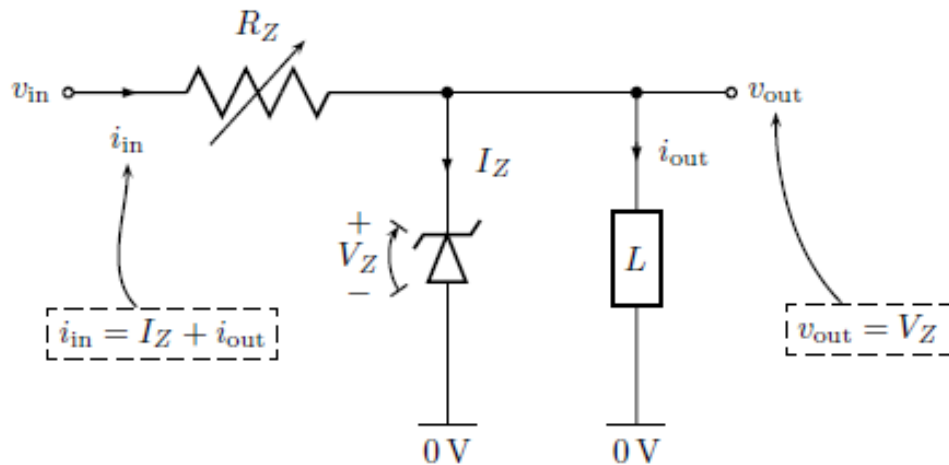 R_Z
v_in
v_out
i_in
I_Z
i_out
+
V_Z
−
L
i_in = I_Z + i_out
v_out = V_Z
0 V
0 V